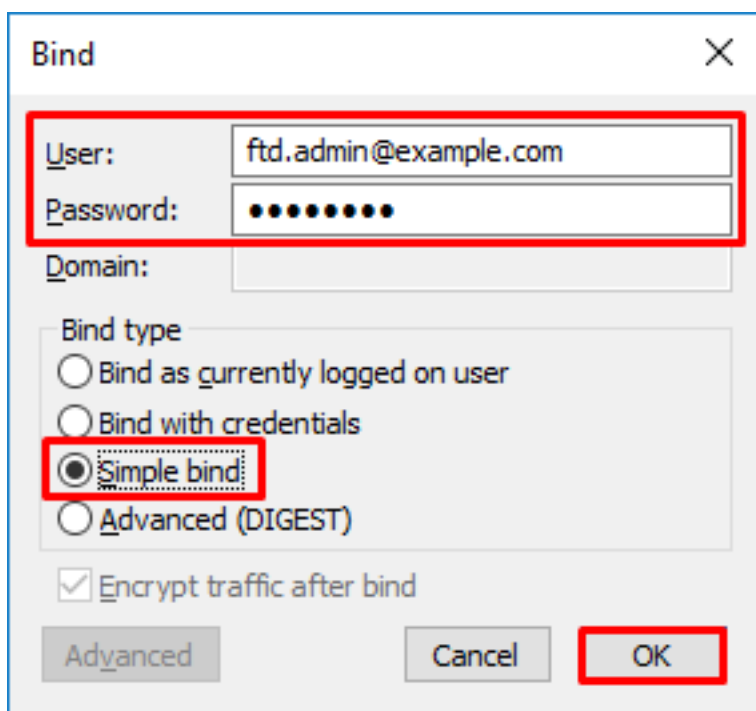 Bind
User: ftd.admin@example.com
Password: ●●●●●●●●
Domain:
Bind type
Bind as currently logged on user
Bind with credentials
Simple bind
Advanced (DIGEST)
Encrypt traffic after bind
Advanced Cancel OK